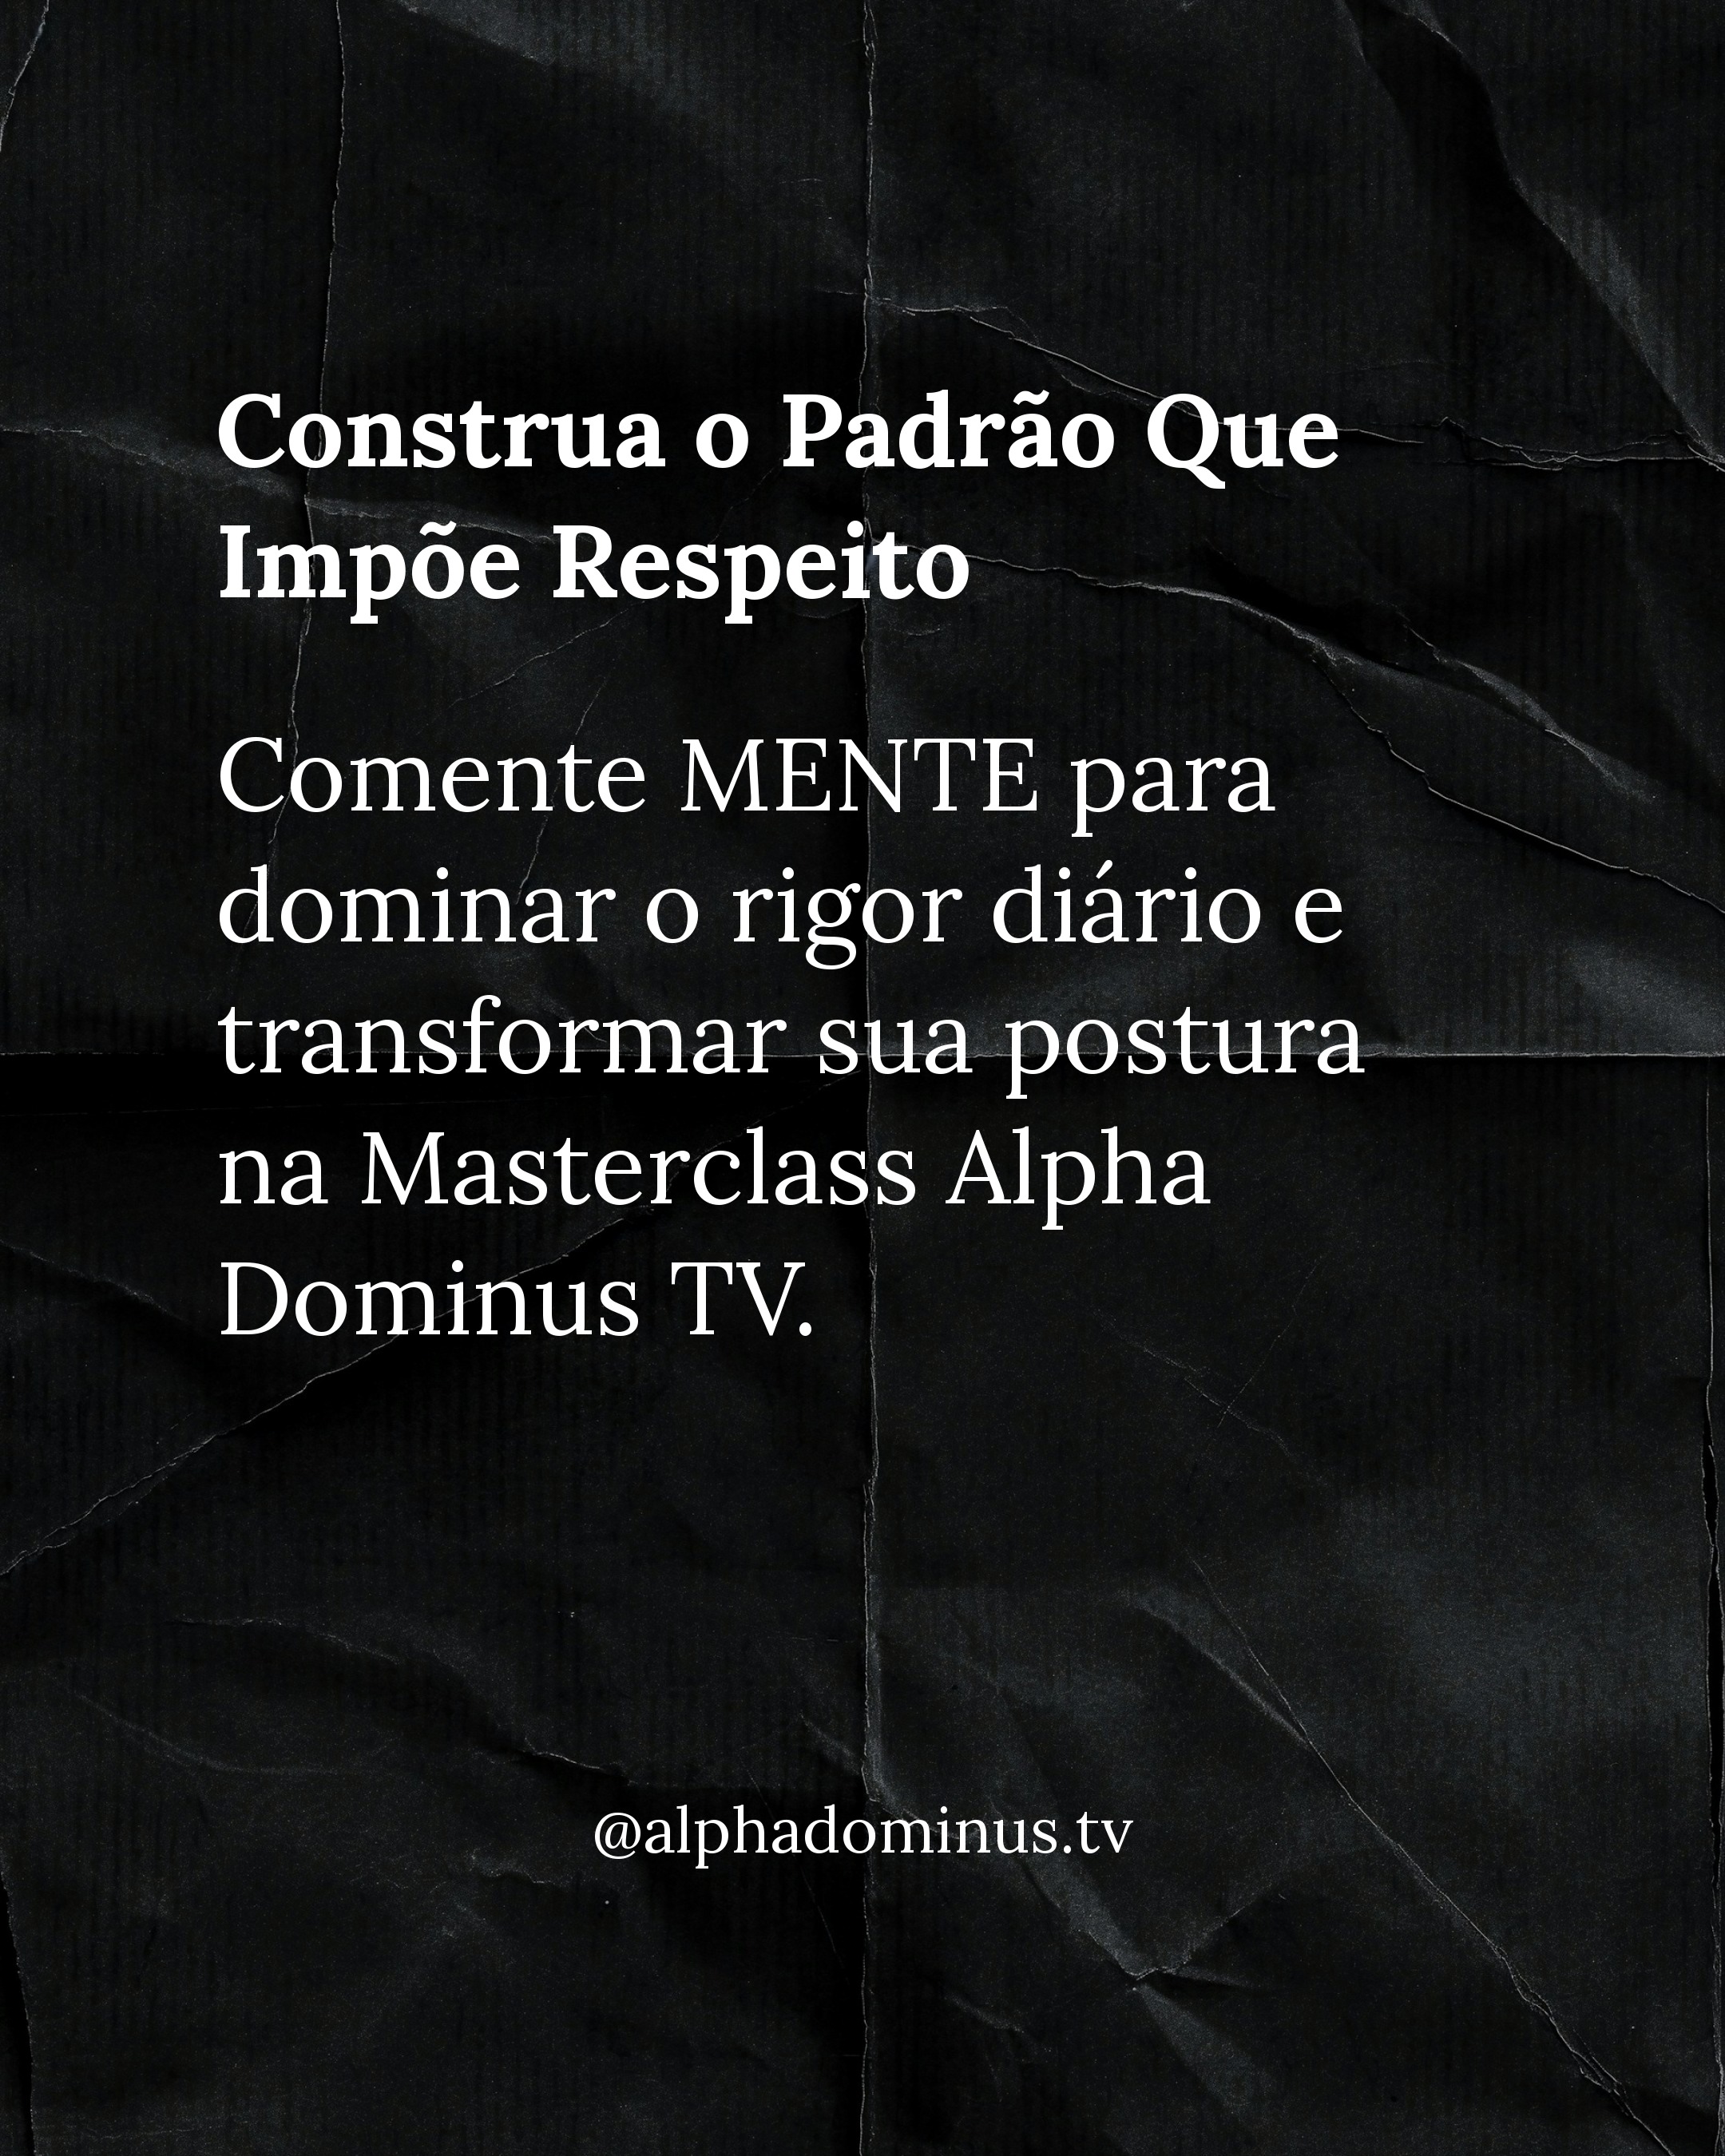 Construa o Padrão Que
Impõe Respeito
Comente MENTE para
dominar o rigor diário e
transformar sua postura
na Masterclass Alpha
Dominus TV.
@alphadominus.tv